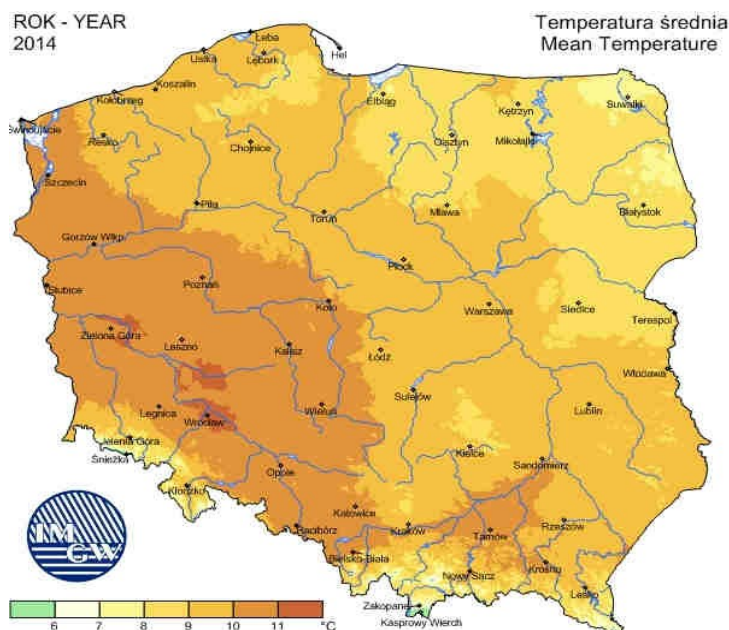 ROK - YEAR
2014
Temperatura średnia
Mean Temperature
Łeba
Ustka
Lębork
Hel
Koszalin
Kołobrzeg
Elbląg
Kętrzyn
Suwałki
Świnoujście
Resko
Chojnice
Olsztyn
Mikołajki
Szczecin
Piła
Toruń
Mława
Białystok
Gorzów Wlkp
Płock
Słubice
Poznań
Koło
Warszawa
Siedlce
Terespol
Zielona Góra
Leszno
Kalisz
Łódź
Włodawa
Legnica
Wrocław
Wieluń
Sulejów
Lublin
Jelenia Góra
Śnieżka
Kielce
Sandomierz
Opole
Kłodzko
Katowice
Racibórz
Kraków
Tarnów
Rzeszów
Bielsko-Biała
Nowy Sącz
Krosno
Lesko
Zakopane
Kasprowy Wierch
IM
GW
6 7 8 9 10 11 °C